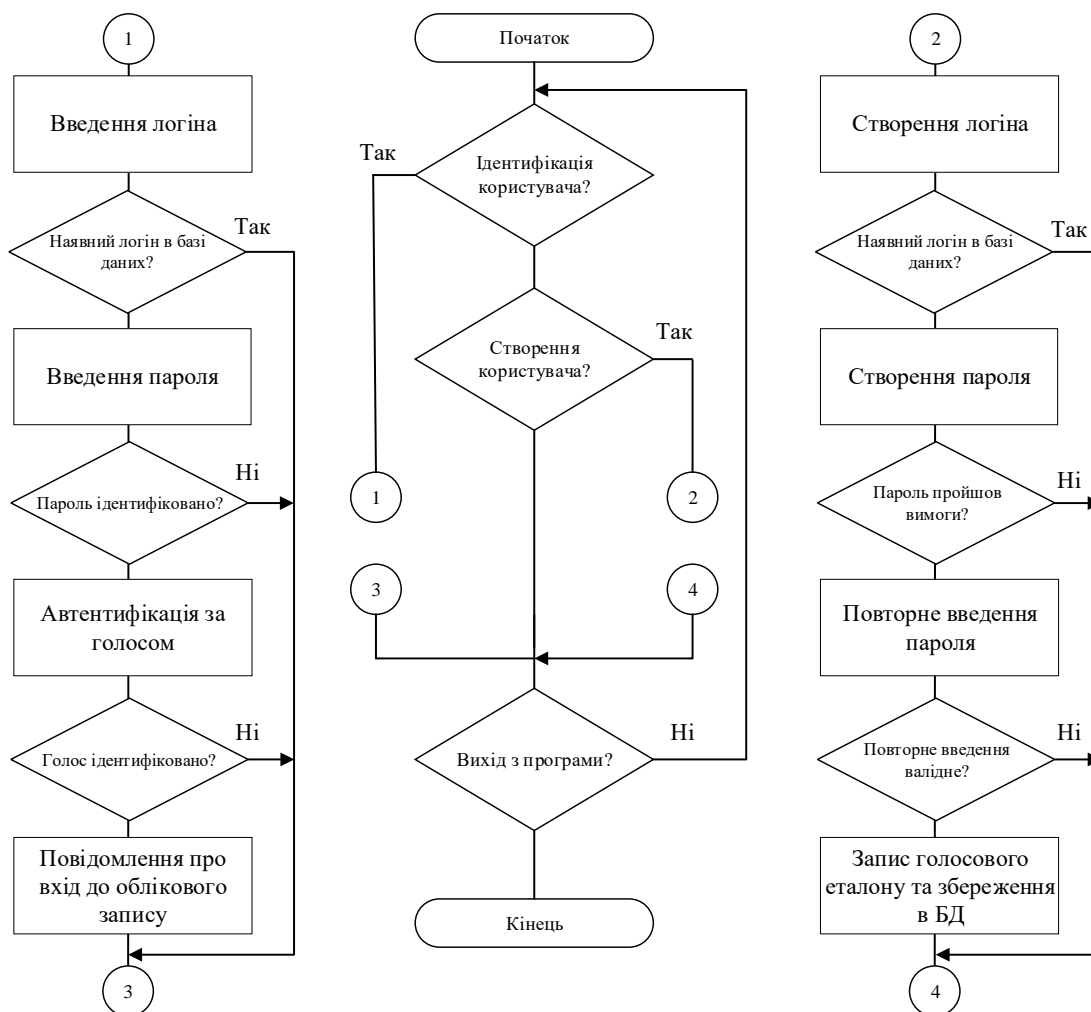 1
Введення логіна
Наявний логін в базі
даних?
Так
Введення пароля
Пароль ідентифіковано?
Ні
Автентифікація за
голосом
Голос ідентифіковано?
Ні
Повідомлення про
вхід до облікового
запису
3
Початок
Ідентифікація
користувача?
Так
Створення
користувача?
Так
1
2
3
4
Вихід з програми?
Ні
Кінець
2
Створення логіна
Наявний логін в базі
даних?
Так
Створення пароля
Пароль пройшов
вимоги?
Ні
Повторне введення
пароля
Повторне введення
валідне?
Ні
Запис голосового
еталону та збереження
в БД
4